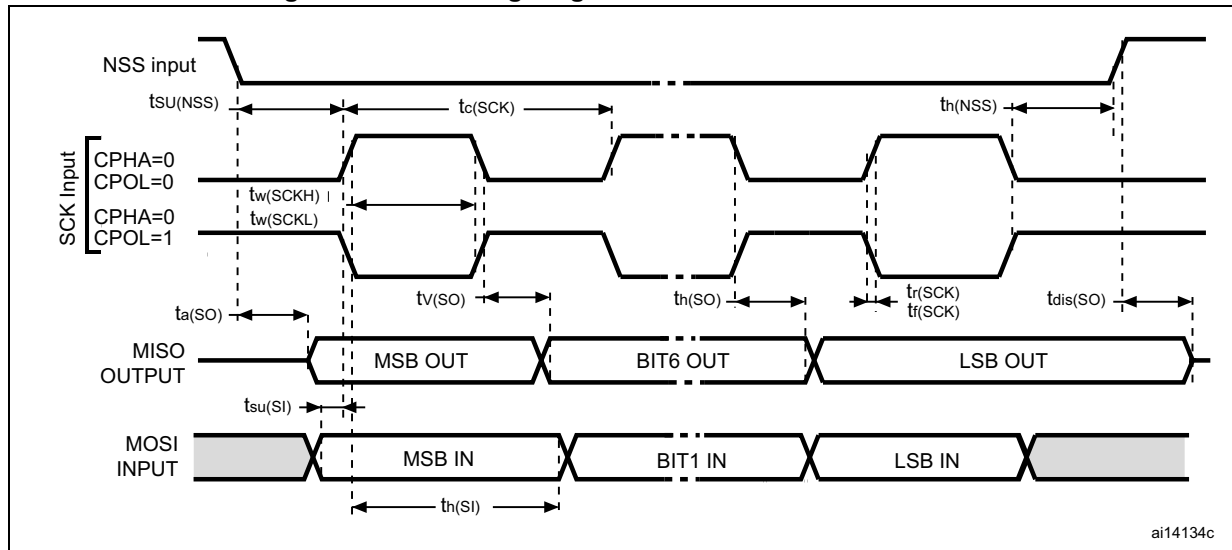 NSS input
tSU(NSS)
tc(SCK)
th(NSS)
SCK Input
CPHA=0
CPOL=0
tw(SCKH)
tw(SCKL)
CPHA=0
CPOL=1
tV(SO)
th(SO)
tr(SCK)
tf(SCK)
tdis(SO)
ta(SO)
MISO
OUTPUT
MSB OUT
BIT6 OUT
LSB OUT
tsu(SI)
MOSI
INPUT
MSB IN
BIT1 IN
LSB IN
th(SI)
ai14134c